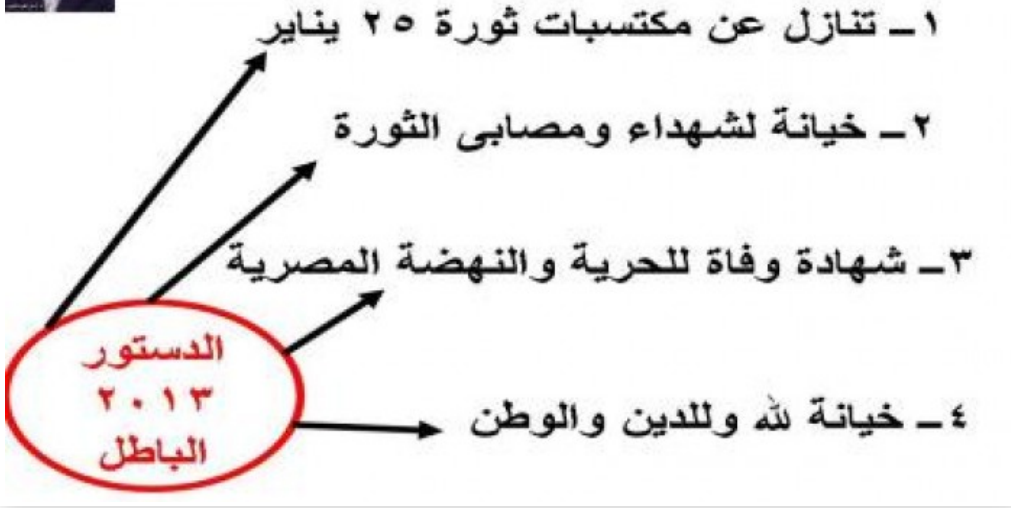 ١ـ تنازل عن مكتسبات ثورة ٢٥ يناير
٢ـ خيانة لشهداء ومصابى الثورة
٣ـ شهادة وفاة للحرية والنهضة المصرية
٤ـ خيانة لله وللدين والوطن
الدستور
٢٠١٣
الباطل